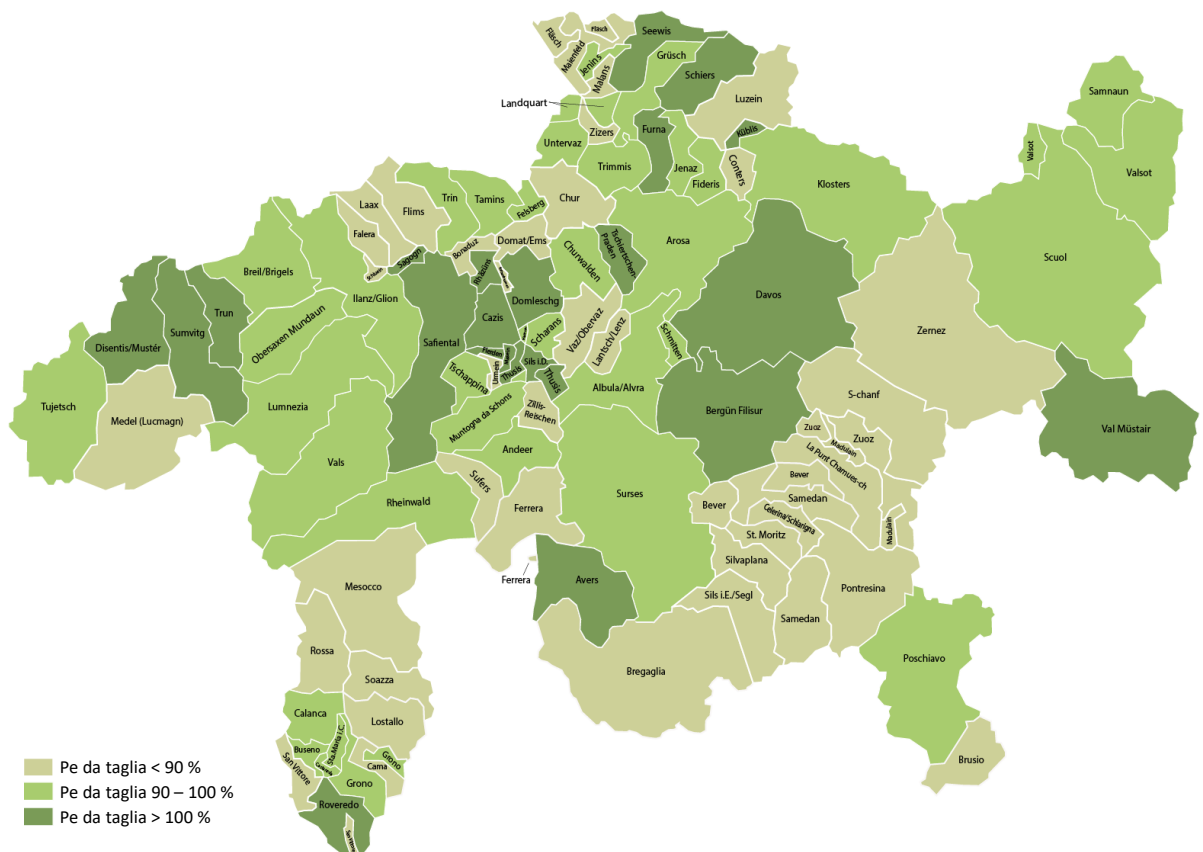 Fläsch
Fläsch
Seewis
Maienfeld
Jenins
Malans
Grüsch
Schiers
Luzein
Samnaun
Landquart
Zizers
Furna
Küblis
Untervaz
Trimmis
Jenaz
Fideris
Conters
Klosters
Valsot
Valsot
Laax
Flims
Trin
Tamins
Felsberg
Chur
Falera
Domat/Ems
Bonaduz
Churwalden
Tschiertschen-
Praden
Arosa
Scuol
Breil/Brigels
Sagogn
Rhäzüns
Ilanz/Glion
Domleschg
Davos
Trun
Cazis
Zernez
Sumvitg
Obersaxen Mundaun
Safiental
Scharans
Vaz/Obervaz
Lantsch/Lenz
Schmitten
Disentis/Mustér
Tschappina
Urmein
Thusis
Sils i.D.
Thusis
Albula/Alvra
S-chanf
Tujetsch
Medel (Lucmagn)
Lumnezia
Muntogna da Schons
Zillis-
Reischen
Bergün Filisur
Val Müstair
Zuoz
Zuoz
Madulain
La Punt Chamues-ch
Vals
Andeer
Bever
Samedan
Rheinwald
Sufers
Ferrera
Surses
Bever
Celerina/Schlarigna
St. Moritz
Madulain
Silvaplana
Ferrera
Avers
Mesocco
Sils i.E./Segl
Samedan
Pontresina
Rossa
Soazza
Bregaglia
Poschiavo
Calanca
Lostallo
Buseno
Sta. Maria i.C.
San Vittore
Cama
Grono
Grono
Brusio
Roveredo
Pe da taglia < 90 %
Pe da taglia 90 – 100 %
Pe da taglia > 100 %